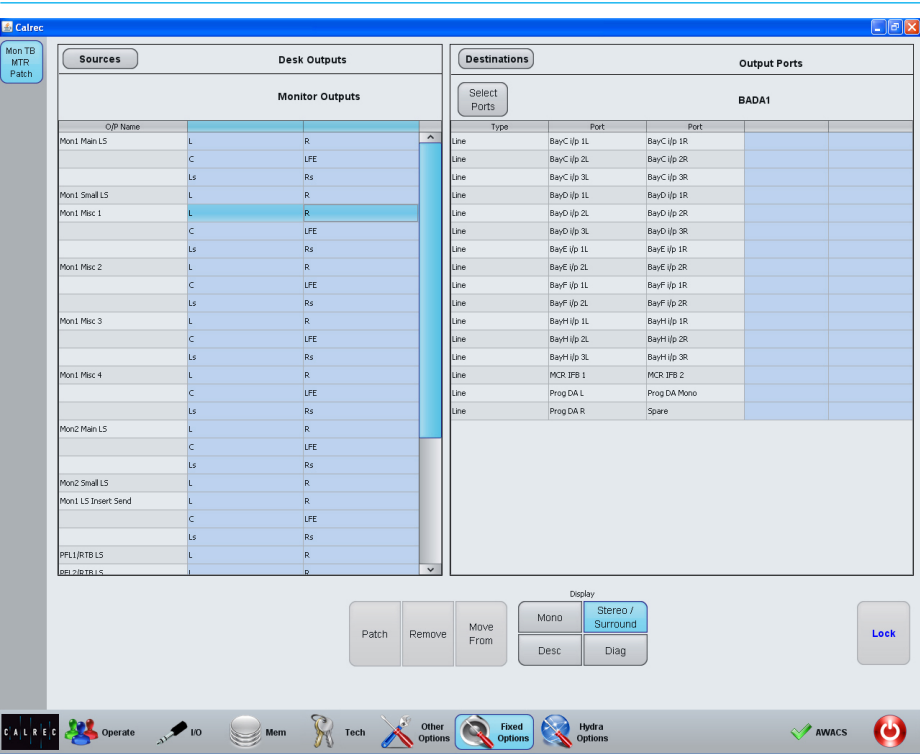 Calrec
Mon TB
MTR
Patch
Sources
Desk Outputs
Monitor Outputs
O/P Name
Mon1 Main LS L R
C LFE
Ls Rs
Mon1 Small LS L R
Mon1 Misc 1 L R
C LFE
Ls Rs
Mon1 Misc 2 L R
C LFE
Ls Rs
Mon1 Misc 3 L R
C LFE
Ls Rs
Mon1 Misc 4 L R
C LFE
Ls Rs
Mon2 Main LS L R
C LFE
Ls Rs
Mon2 Small LS L R
Mon1 LS Insert Send L R
C LFE
Ls Rs
PFL1/RTB LS L R
PFL2/RTB LS L R
Destinations
Output Ports
Select
Ports
BADA1
Type Port Port
Line BayC i/p 1L BayC i/p 1R
Line BayC i/p 2L BayC i/p 2R
Line BayC i/p 3L BayC i/p 3R
Line BayD i/p 1L BayD i/p 1R
Line BayD i/p 2L BayD i/p 2R
Line BayD i/p 3L BayD i/p 3R
Line BayE i/p 1L BayE i/p 1R
Line BayE i/p 2L BayE i/p 2R
Line BayF i/p 1L BayF i/p 1R
Line BayF i/p 2L BayF i/p 2R
Line BayH i/p 1L BayH i/p 1R
Line BayH i/p 2L BayH i/p 2R
Line BayH i/p 3L BayH i/p 3R
Line MCR IFB 1 MCR IFB 2
Line Prog DA L Prog DA Mono
Line Prog DA R Spare
Patch
Remove
Move
From
Display
Mono
Stereo /
Surround
Desc
Diag
Lock
CALREC
Operate
I/O
Mem
Tech
Other
Options
Fixed
Options
Hydra
Options
AWACS